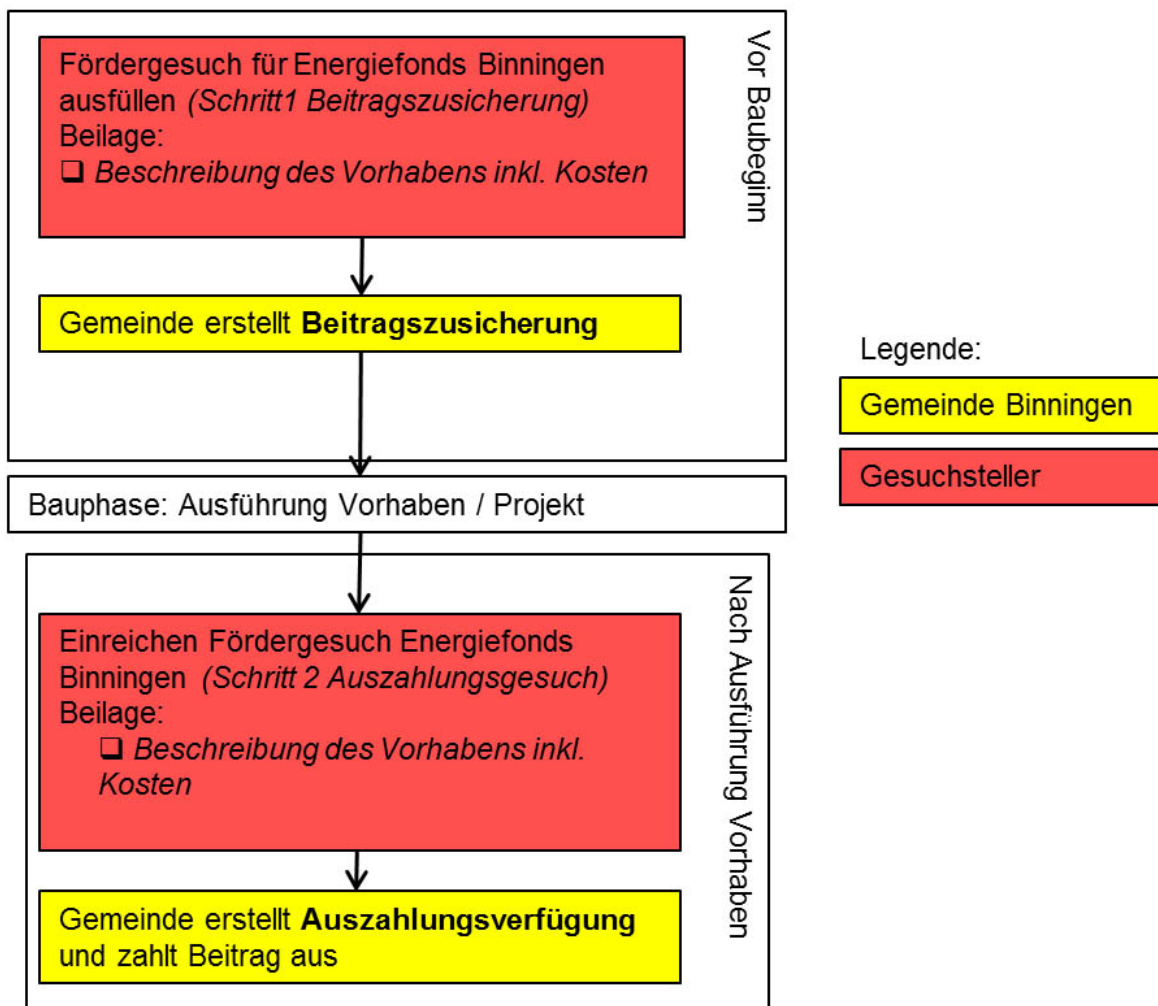 Fördergesuch für Energiefonds Binningen
ausfüllen (Schritt1 Beitragszusicherung)
Beilage:
❑ Beschreibung des Vorhabens inkl. Kosten
Vor Baubeginn
Gemeinde erstellt Beitragszusicherung
Legende:
Gemeinde Binningen
Gesuchsteller
Bauphase: Ausführung Vorhaben / Projekt
Einreichen Fördergesuch Energiefonds
Binningen (Schritt 2 Auszahlungsgesuch)
Beilage:
❑ Beschreibung des Vorhabens inkl.
Kosten
Nach Ausführung Vorhaben
Gemeinde erstellt Auszahlungsverfügung
und zahlt Beitrag aus